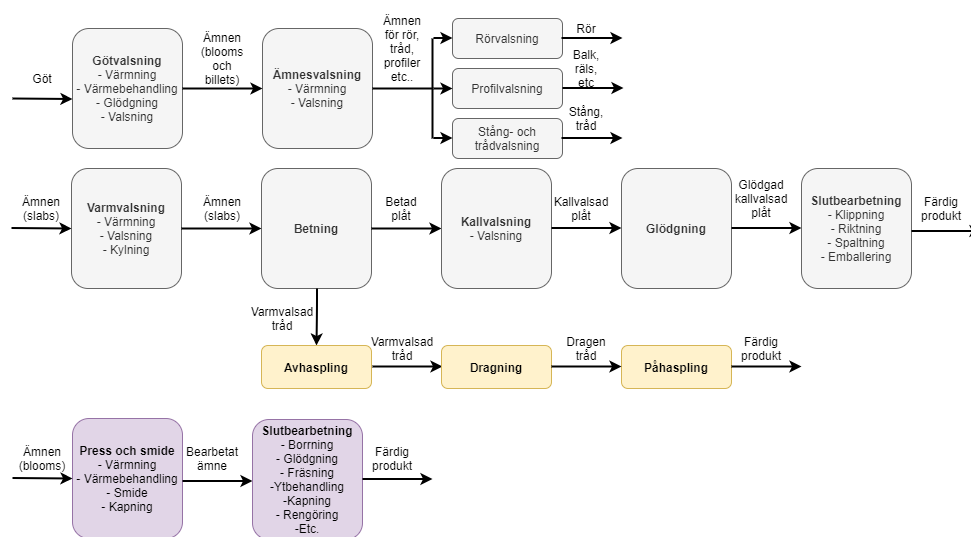 Göt
Götvalsning
- Värmning
- Värmebehandling
- Glödgning
- Valsning
Ämnen
(blooms
och
billets)
Ämnesvalsning
- Värmning
- Valsning
Ämnen
för rör,
tråd,
profiler
etc..
Rörvalsning
Rör
Profilvalsning
Balk,
räls,
etc
Stång- och
trådvalsning
Stång,
tråd
Ämnen
(slabs)
Varmvalsning
- Värmning
- Valsning
- Kylning
Ämnen
(slabs)
Betning
Betad
plåt
Kallvalsning
- Valsning
Kallvalsad
plåt
Glödgning
Glödgad
kallvalsad
plåt
Slutbearbetning
- Klippning
- Riktning
- Spaltning
- Emballering
Färdig
produkt
Varmvalsad
tråd
Avhaspling
Varmvalsad
tråd
Dragning
Dragen
tråd
Påhaspling
Färdig
produkt
Ämnen
(blooms)
Press och smide
- Värmning
- Värmebehandling
- Smide
- Kapning
Bearbetat
ämne
Slutbearbetning
- Borrning
- Glödgning
- Fräsning
-Ytbehandling
-Kapning
- Rengöring
-Etc.
Färdig
produkt